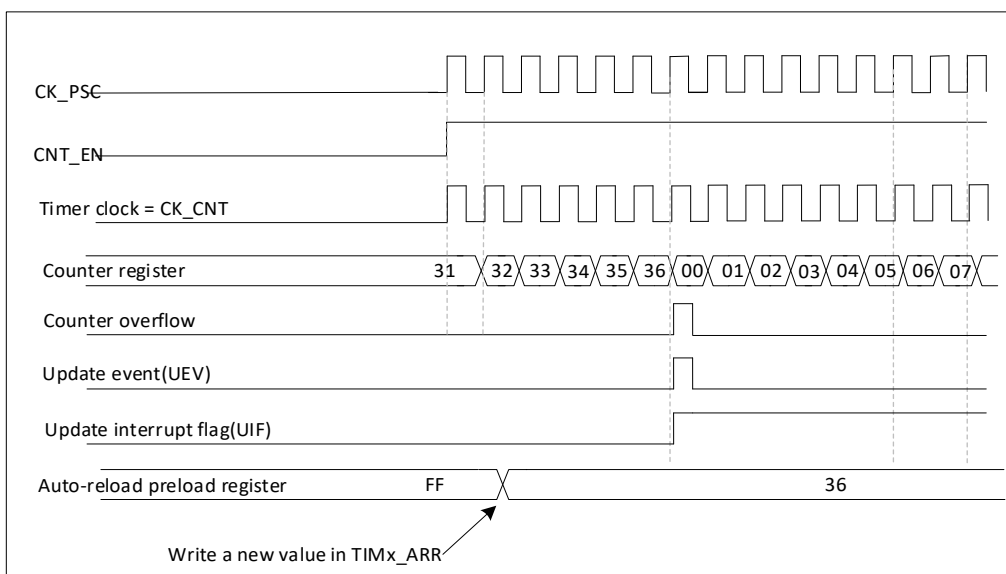 CK_PSC
CNT_EN
Timer clock = CK_CNT
Counter register 31 32 33 34 35 36 00 01 02 03 04 05 06 07
Counter overflow
Update event(UEV)
Update interrupt flag(UIF)
Auto-reload preload register FF 36
Write a new value in TIMx_ARR